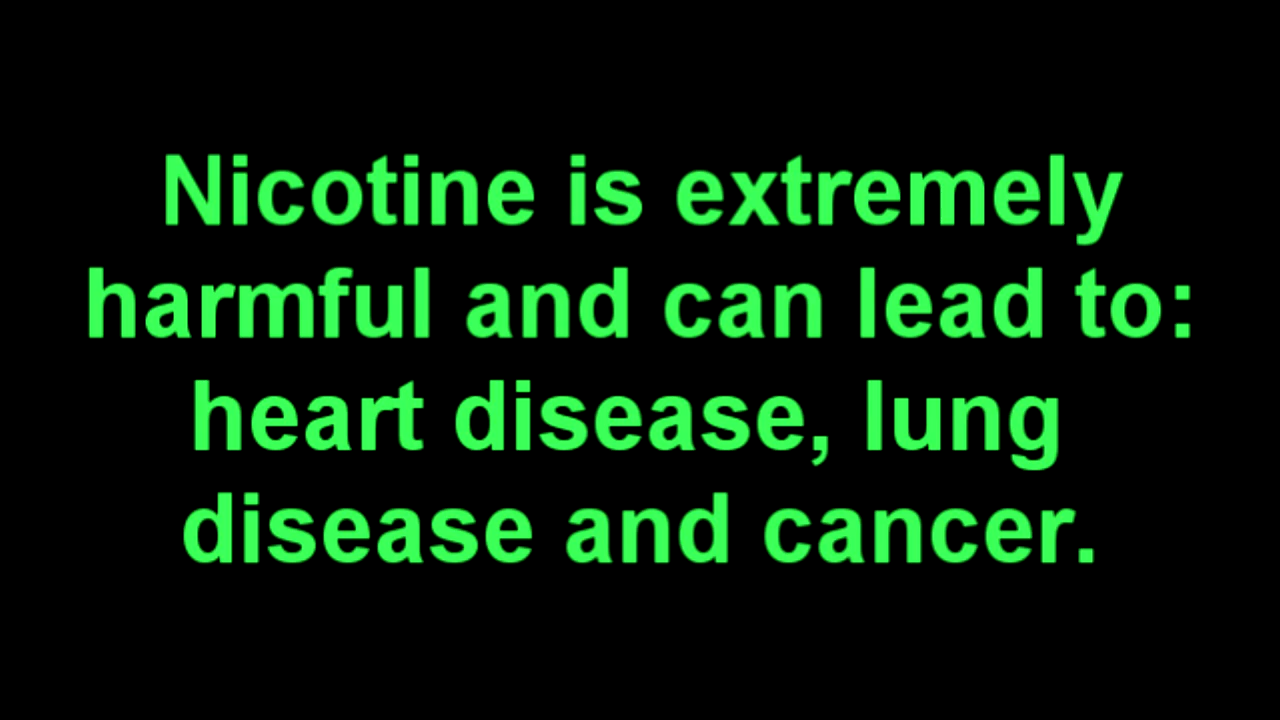 Nicotine is extremely
harmful and can lead to:
heart disease, lung
disease and cancer.